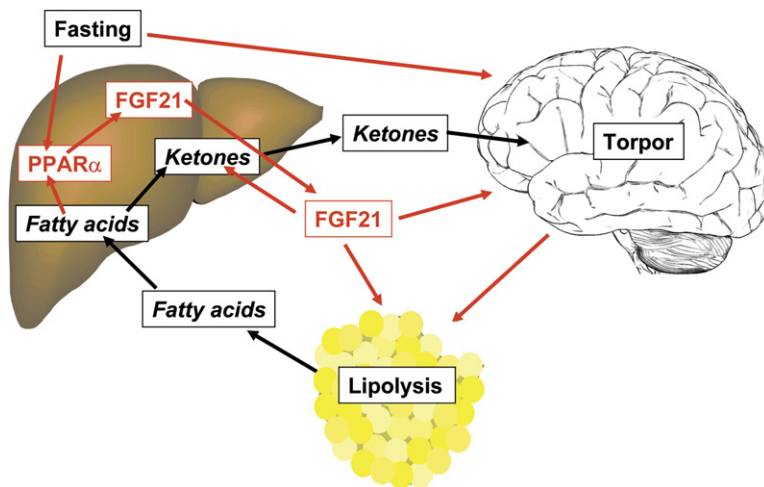 Fasting
FGF21
PPARα
Ketones
Ketones
Torpor
Fatty acids
FGF21
Fatty acids
Lipolysis